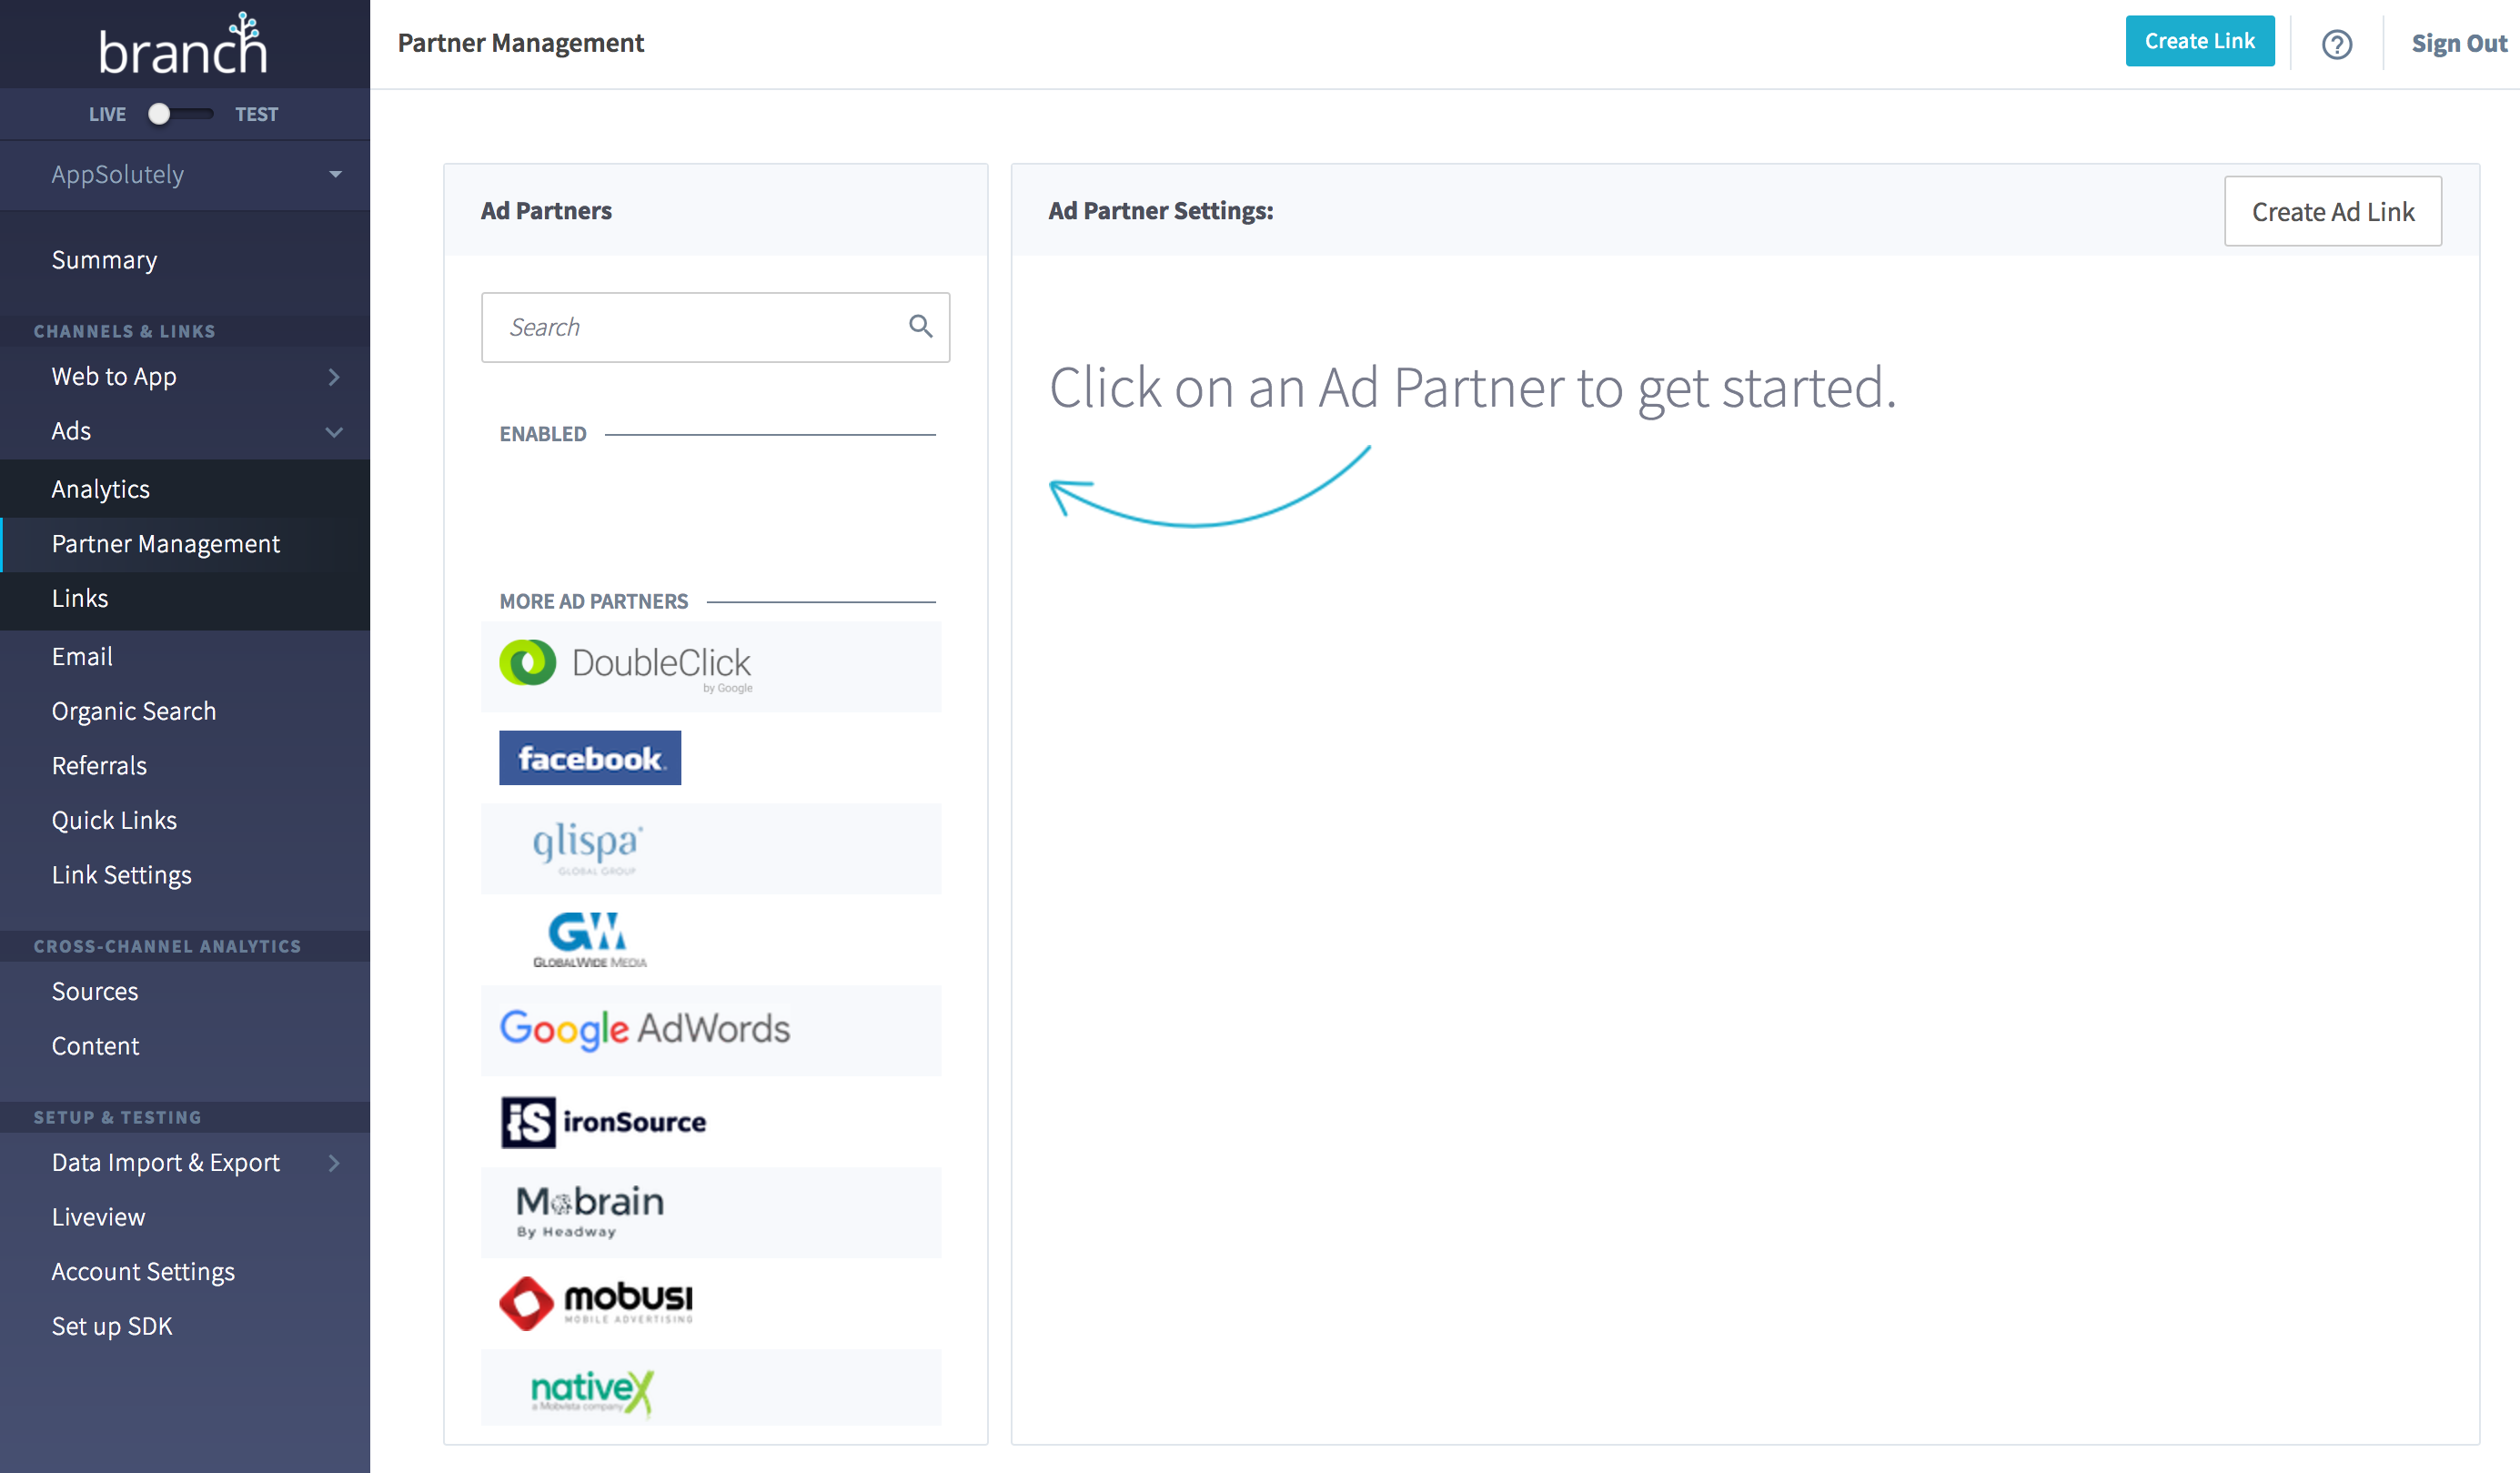 branch
LIVE TEST
AppSolutely
Summary
CHANNELS & LINKS
Web to App
Ads
Analytics
Partner Management
Links
Email
Organic Search
Referrals
Quick Links
Link Settings
CROSS-CHANNEL ANALYTICS
Sources
Content
SETUP & TESTING
Data Import & Export
Liveview
Account Settings
Set up SDK
Partner Management
Create Link
?
Sign Out
Ad Partners
Search
ENABLED
MORE AD PARTNERS
DoubleClick
by Google
facebook.
glispa
GLOBAL GROUP
GW
GLOBALWIDE MEDIA
Google AdWords
iS ironSource
Mobrain
By Headway
mobusi
MOBILE ADVERTISING
nativeX
a Mobvista company
Ad Partner Settings:
Create Ad Link
Click on an Ad Partner to get started.